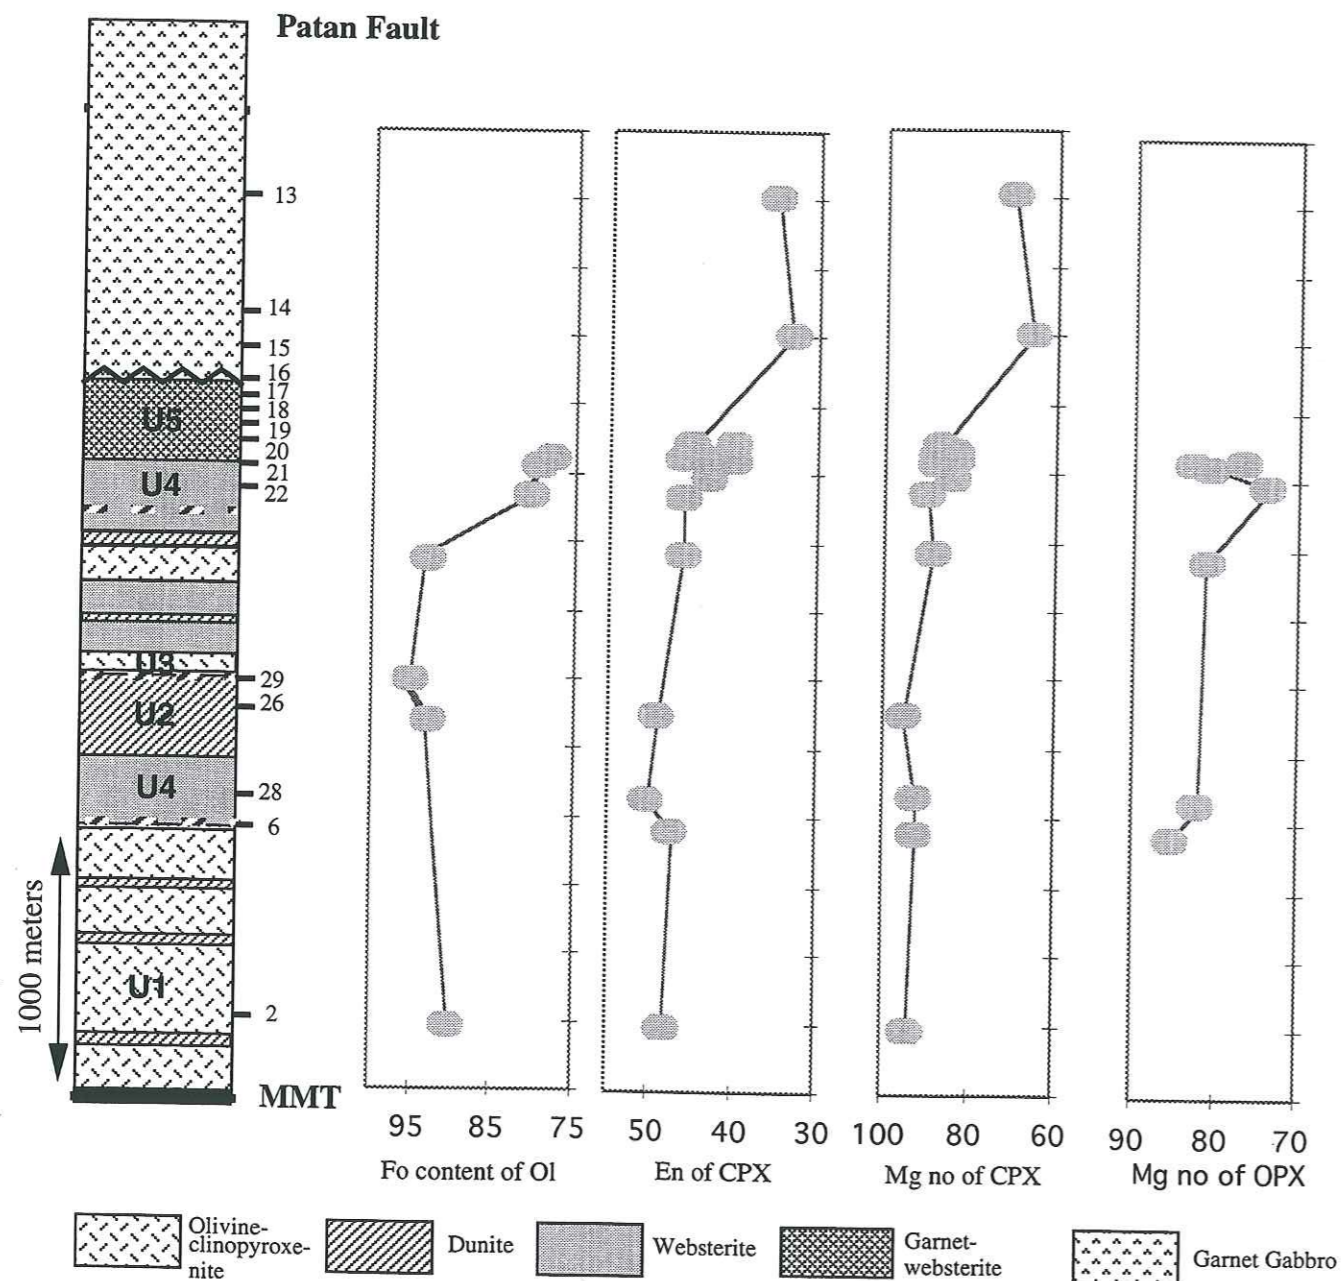 Patan Fault
13
14
15
16
17
18
19
20
21
22
U5
U4
U3
29
26
U2
U4
28
6
1000 meters
U1
2
MMT
95 85 75
50 40 30
100 80 60
90 80 70
Fo content of Ol
En of CPX
Mg no of CPX
Mg no of OPX
Olivine-
clinopyroxe-
nite
Dunite
Websterite
Garnet-
websterite
Garnet Gabbro